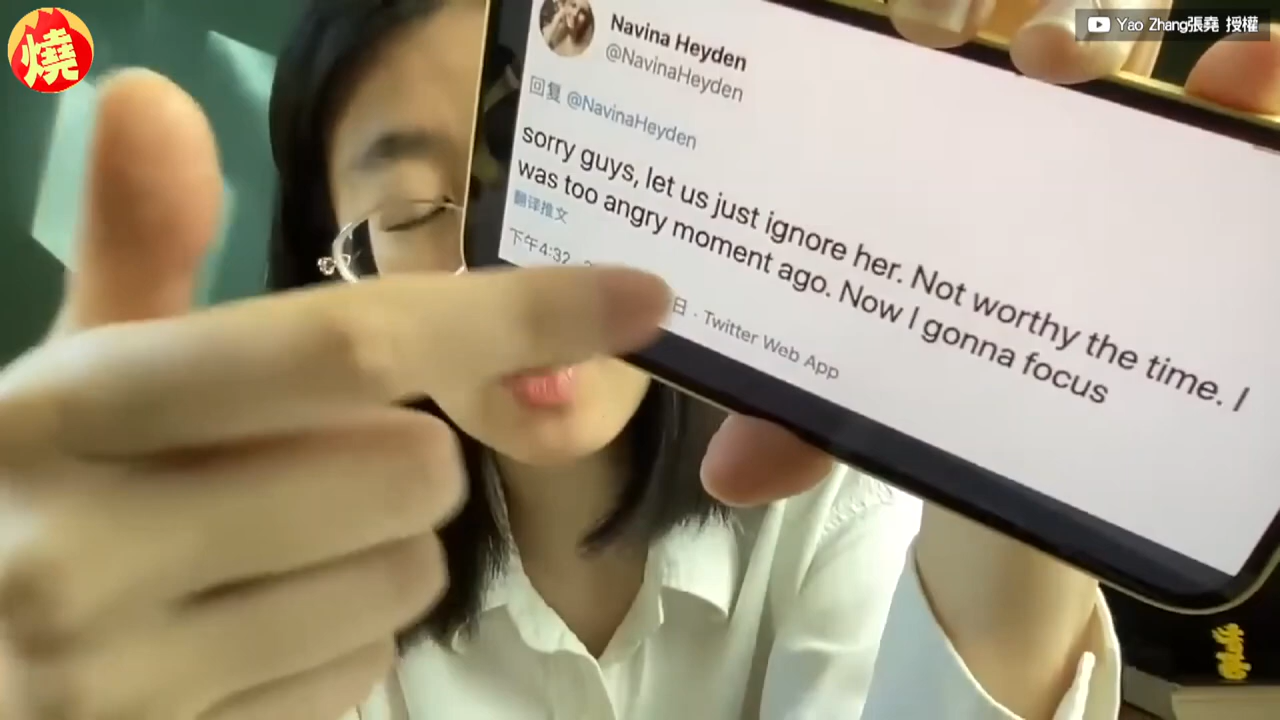 燒
Yao Zhang張堯 授權
Navina Heyden
@NavinaHeyden
回复 @NavinaHeyden
sorry guys, let us just ignore her. Not worthy the time. I
was too angry moment ago. Now I gonna focus
翻译推文
下午4:32
日 · Twitter Web App